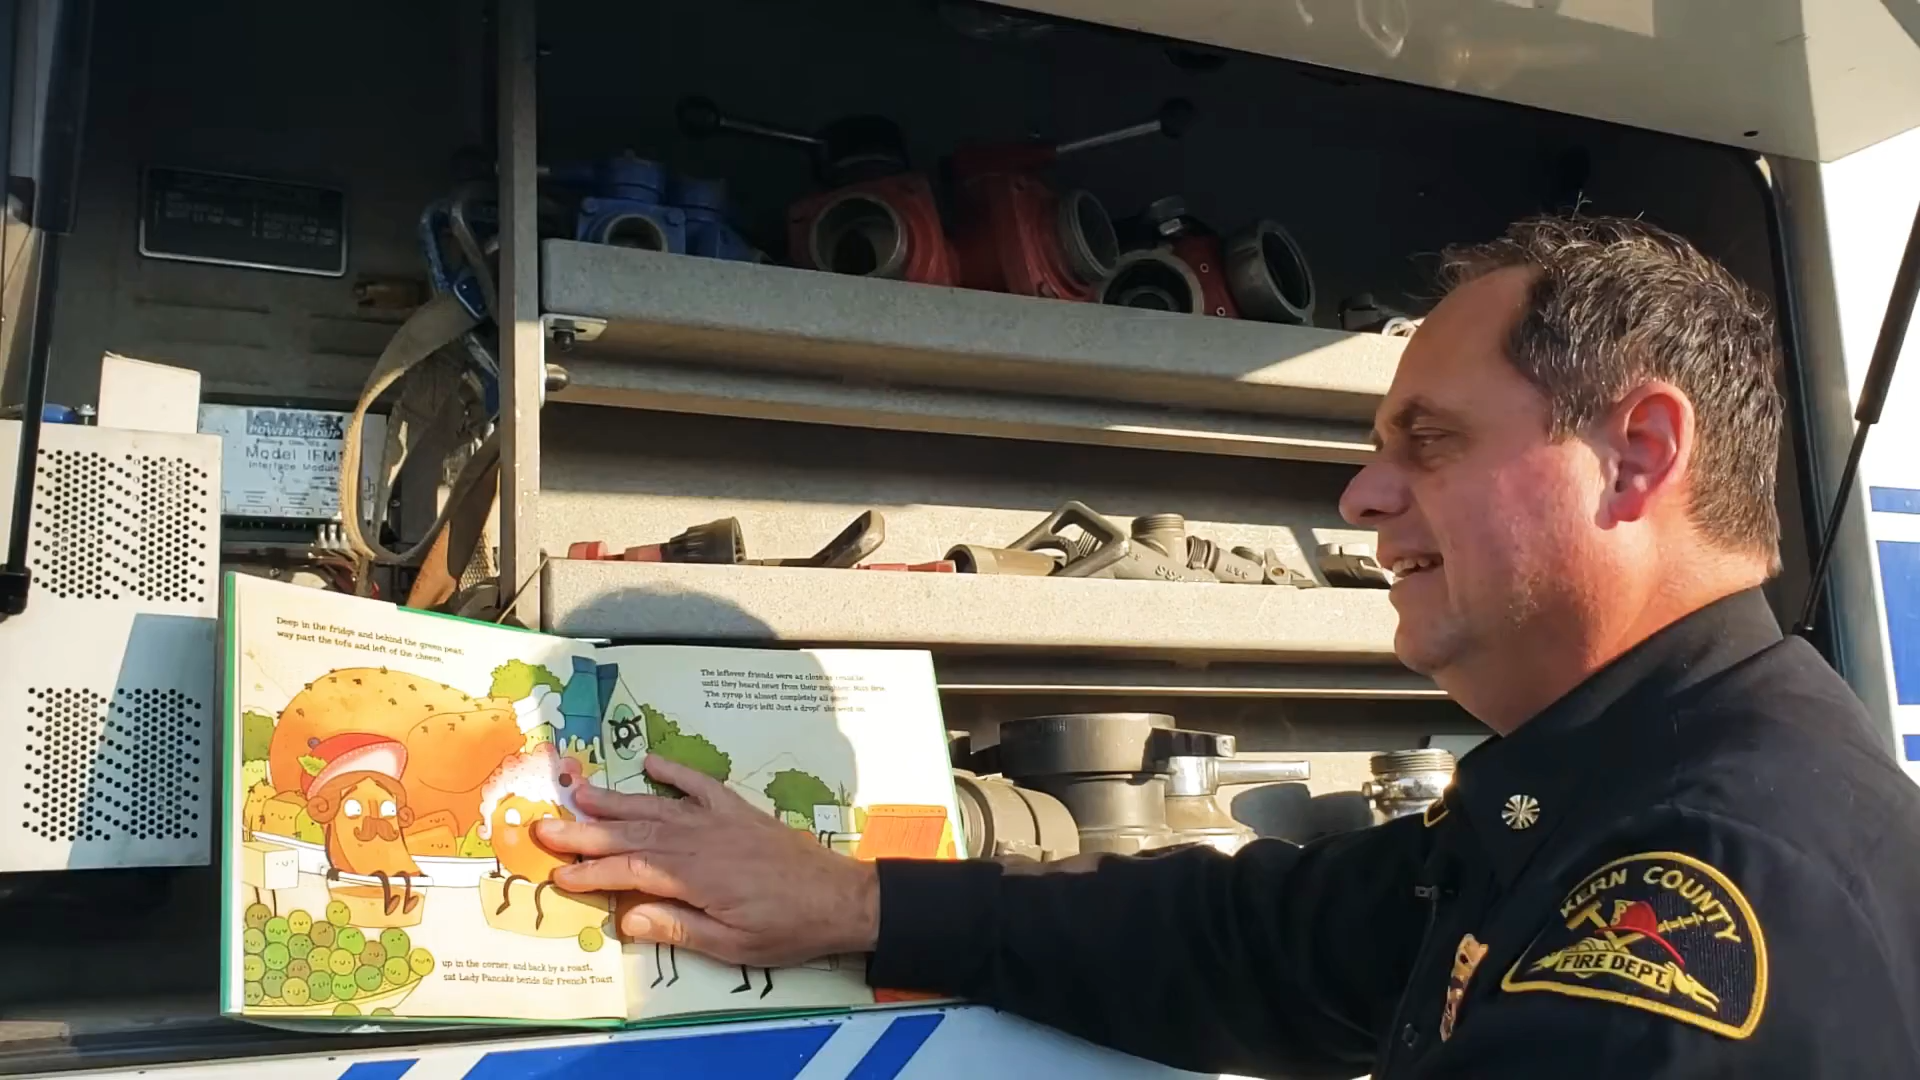 POWER GROUP
Model IFM
Interface Module
Deep in the fridge and behind the green peas,
way past the tofu and left of the cheese,
up in the corner, and back by a roast,
sat Lady Pancake beside Sir French Toast.
The leftover friends were as close as could be,
until they heard news from their neighbor, Miss Brie.
"The syrup is almost completely all gone!
A single drop's left! Just a drop!" she went on.
KERN COUNTY
FIRE DEPT.